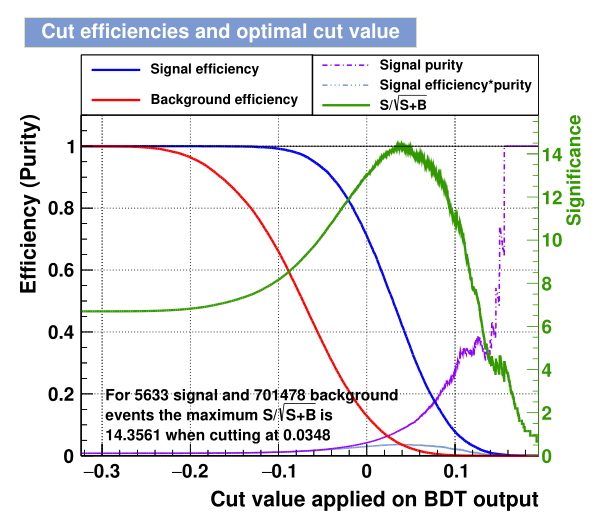 Cut efficiencies and optimal cut value
Signal efficiency
Background efficiency
Signal purity
Signal efficiency*purity
S/√S+B
Efficiency (Purity)
1
0.8
0.6
0.4
0.2
0
14
12
10
8
6
4
2
0
Significance
For 5633 signal and 701478 background
events the maximum S/√S+B is
14.3561 when cutting at 0.0348
−0.3 −0.2 −0.1 0 0.1
Cut value applied on BDT output